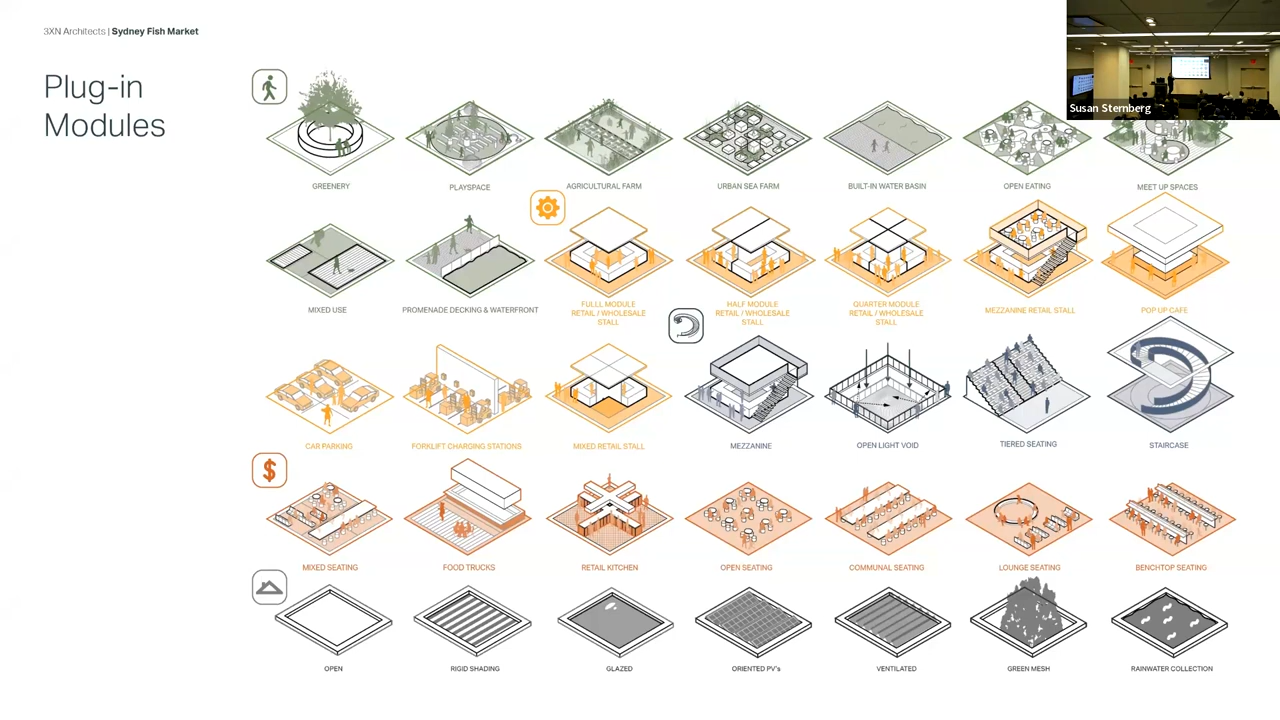 3XN Architects | Sydney Fish Market
Plug-in
Modules
Susan Sternberg
GREENERY
PLAYSPACE
AGRICULTURAL FARM
URBAN SEA FARM
BUILT-IN WATER BASIN
OPEN EATING
MEET UP SPACES
MIXED USE
PROMENADE DECKING & WATERFRONT
FULLL MODULE
RETAIL / WHOLESALE
STALL
HALF MODULE
RETAIL / WHOLESALE
STALL
QUARTER MODULE
RETAIL / WHOLESALE
STALL
MEZZANINE RETAIL STALL
POP UP CAFE
CAR PARKING
FORKLIFT CHARGING STATIONS
MIXED RETAIL STALL
MEZZANINE
OPEN LIGHT VOID
TIERED SEATING
STAIRCASE
$
MIXED SEATING
FOOD TRUCKS
RETAIL KITCHEN
OPEN SEATING
COMMUNAL SEATING
LOUNGE SEATING
BENCHTOP SEATING
OPEN
RIGID SHADING
GLAZED
ORIENTED PV's
VENTILATED
GREEN MESH
RAINWATER COLLECTION